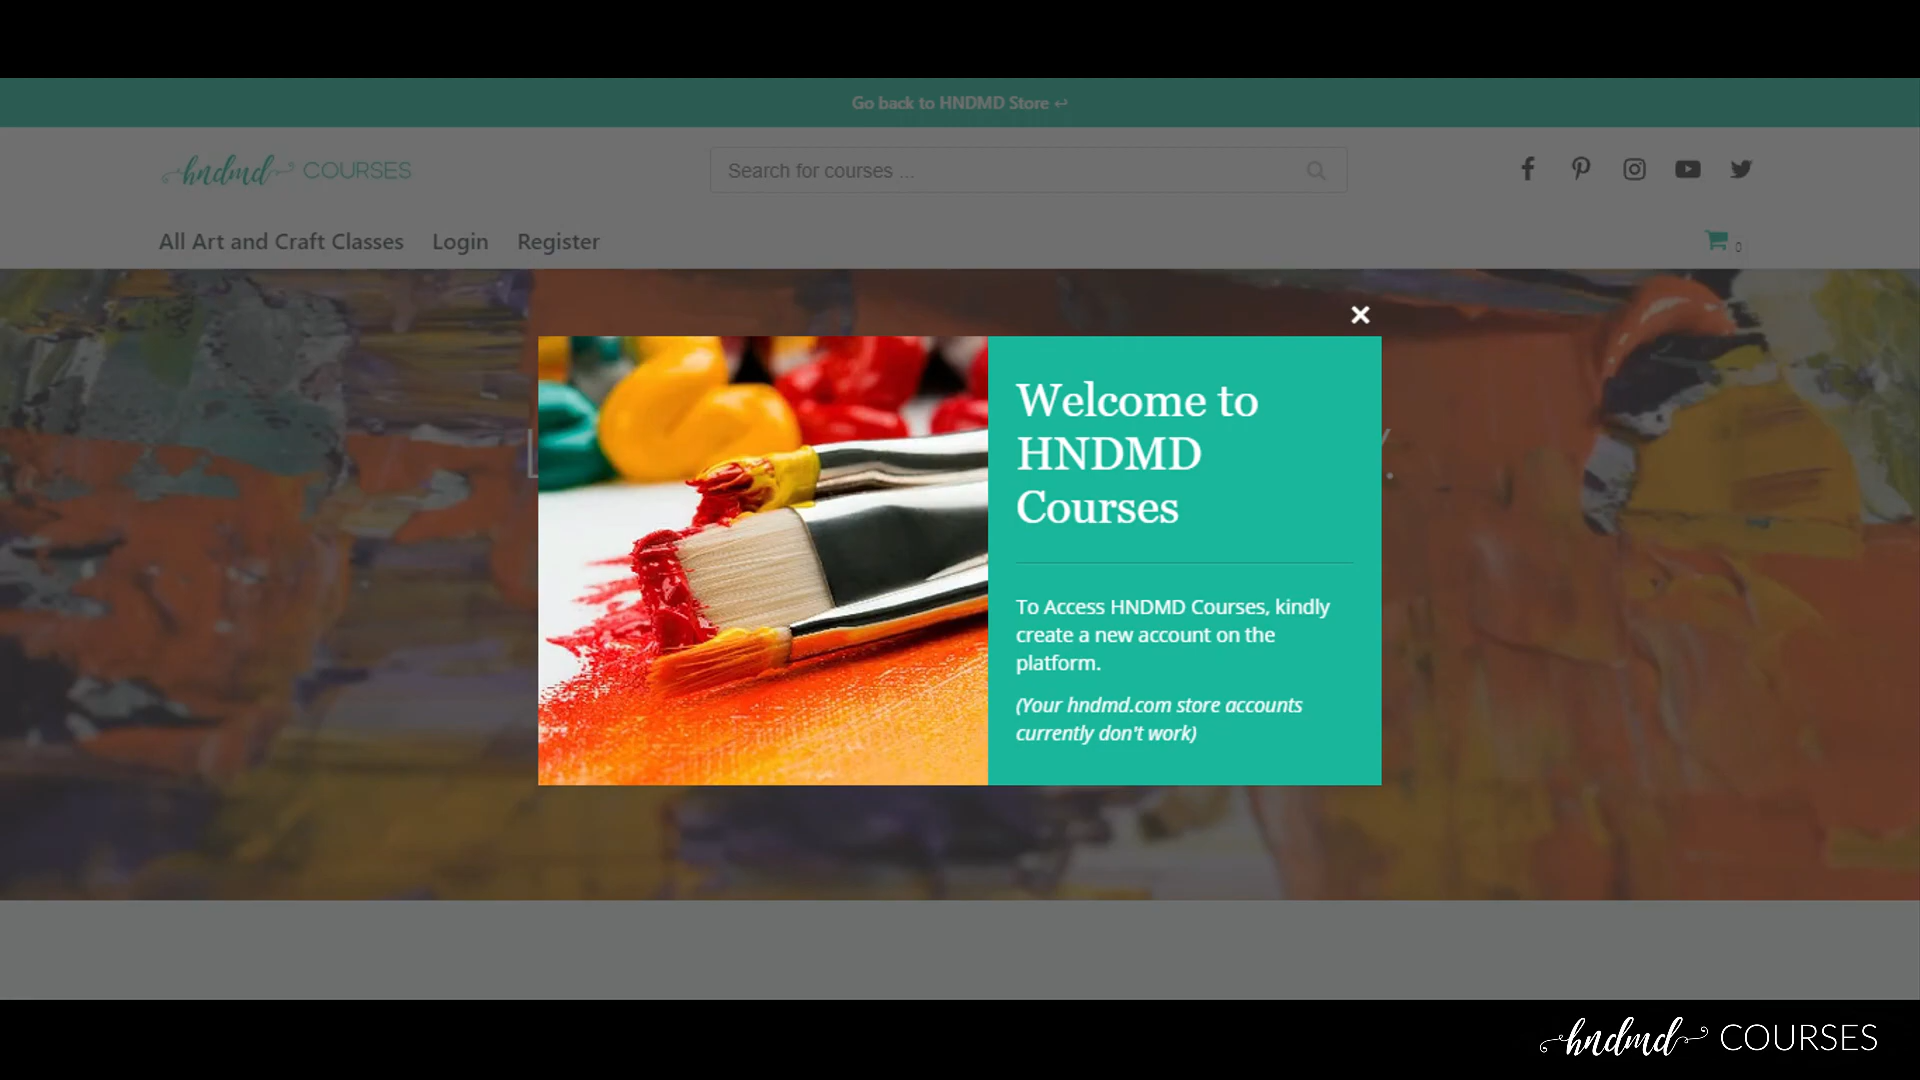 Go back to HNDMD Store ↩
hndmd COURSES
Search for courses ...
All Art and Craft Classes Login Register
0
Welcome to
HNDMD
Courses
To Access HNDMD Courses, kindly
create a new account on the
platform.
(Your hndmd.com store accounts
currently don't work)
hndmd COURSES